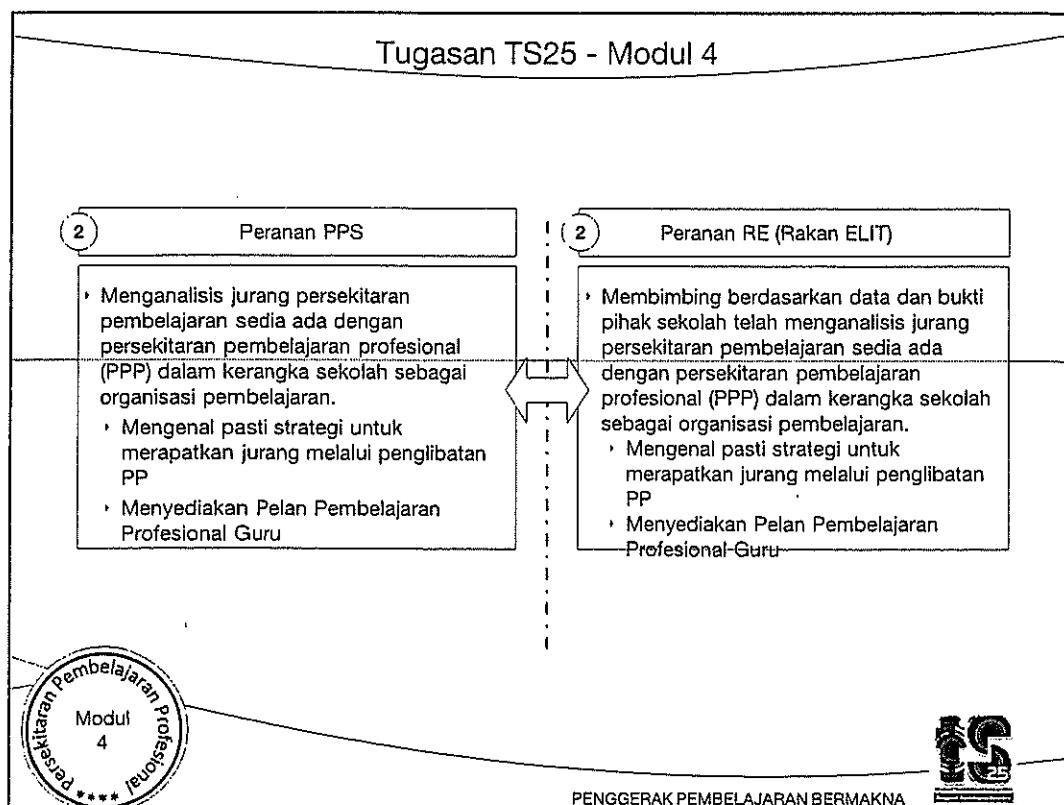 Tugasan TS25 - Modul 4
2
Peranan PPS
‣ Menganalisis jurang persekitaran
pembelajaran sedia ada dengan
persekitaran pembelajaran profesional
(PPP) dalam kerangka sekolah sebagai
organisasi pembelajaran.
‣ Mengenal pasti strategi untuk
merapatkan jurang melalui penglibatan
PP
‣ Menyediakan Pelan Pembelajaran
Profesional Guru
2
Peranan RE (Rakan ELIT)
‣ Membimbing berdasarkan data dan bukti
pihak sekolah telah menganalisis jurang
persekitaran pembelajaran sedia ada
dengan persekitaran pembelajaran
profesional (PPP) dalam kerangka sekolah
sebagai organisasi pembelajaran.
‣ Mengenal pasti strategi untuk
merapatkan jurang melalui penglibatan
PP
‣ Menyediakan Pelan Pembelajaran
Profesional Guru
Persekitaran Pembelajaran Profesional
Modul
4
****
25
PENGGERAK PEMBELAJARAN BERMAKNA